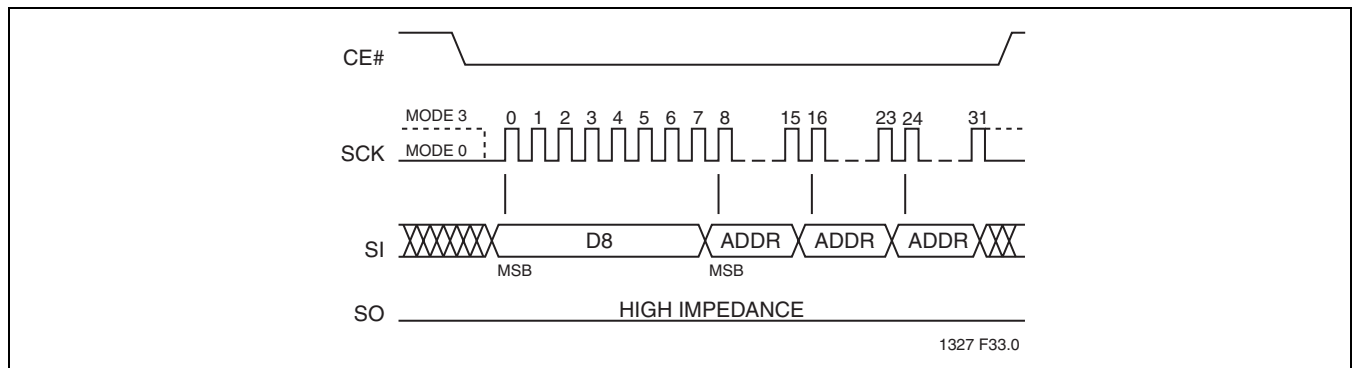 CE#
MODE 3
0 1 2 3 4 5 6 7 8 15 16 23 24 31
SCK
MODE 0
SI
D8
ADDR
ADDR
ADDR
MSB
MSB
SO
HIGH IMPEDANCE
1327 F33.0